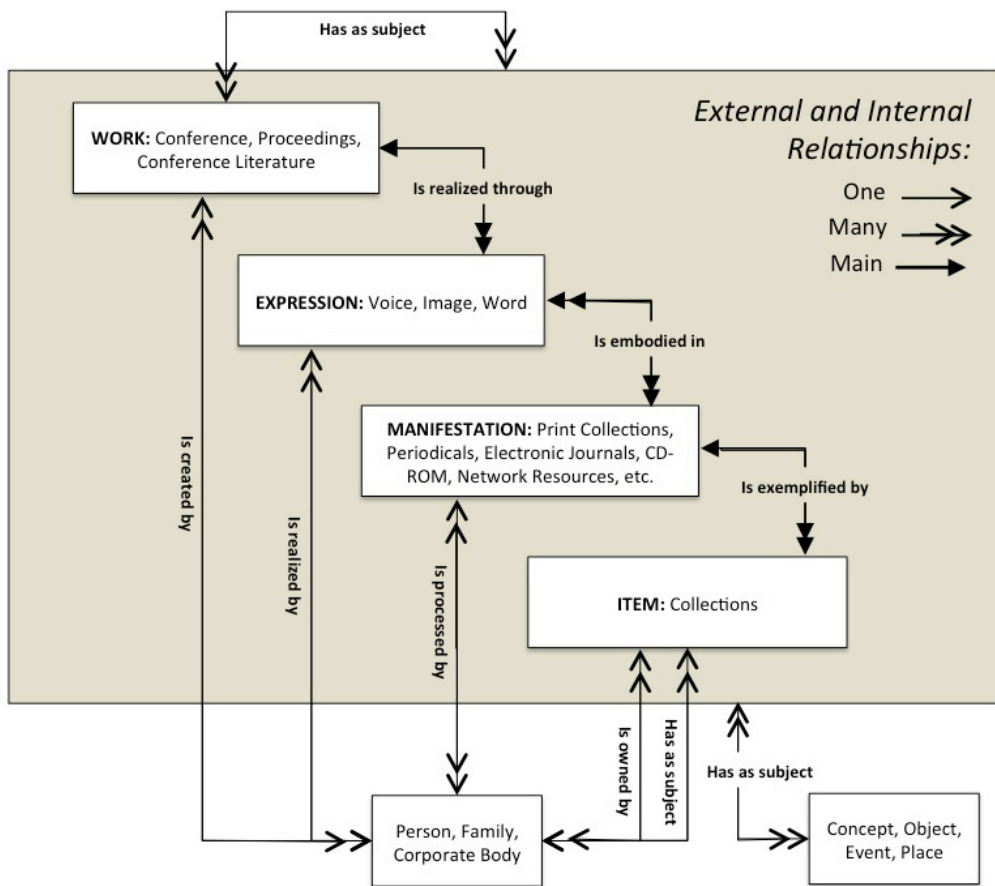 Has as subject
External and Internal
Relationships:
One
Many
Main
WORK: Conference, Proceedings,
Conference Literature
Is realized through
EXPRESSION: Voice, Image, Word
Is embodied in
MANIFESTATION: Print Collections,
Periodicals, Electronic Journals, CD-
ROM, Network Resources, etc.
Is exemplified by
ITEM: Collections
Is created by
Is realized by
Is processed by
Is owned by
Has as subject
Has as subject
Person, Family,
Corporate Body
Concept, Object,
Event, Place